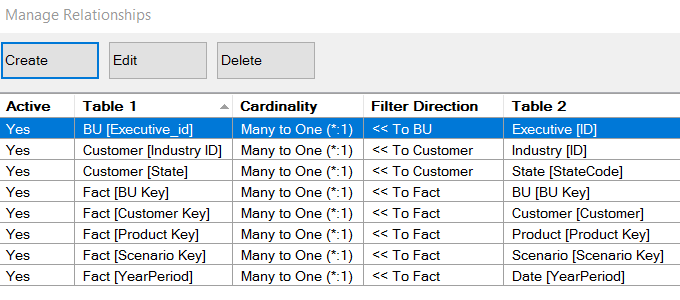 Manage Relationships
Create Edit Delete
Active Table 1 Cardinality Filter Direction Table 2
Yes BU [Executive_id] Many to One (*:1) << To BU Executive [ID]
Yes Customer [Industry ID] Many to One (*:1) << To Customer Industry [ID]
Yes Customer [State] Many to One (*:1) << To Customer State [StateCode]
Yes Fact [BU Key] Many to One (*:1) << To Fact BU [BU Key]
Yes Fact [Customer Key] Many to One (*:1) << To Fact Customer [Customer]
Yes Fact [Product Key] Many to One (*:1) << To Fact Product [Product Key]
Yes Fact [Scenario Key] Many to One (*:1) << To Fact Scenario [Scenario Key]
Yes Fact [YearPeriod] Many to One (*:1) << To Fact Date [YearPeriod]